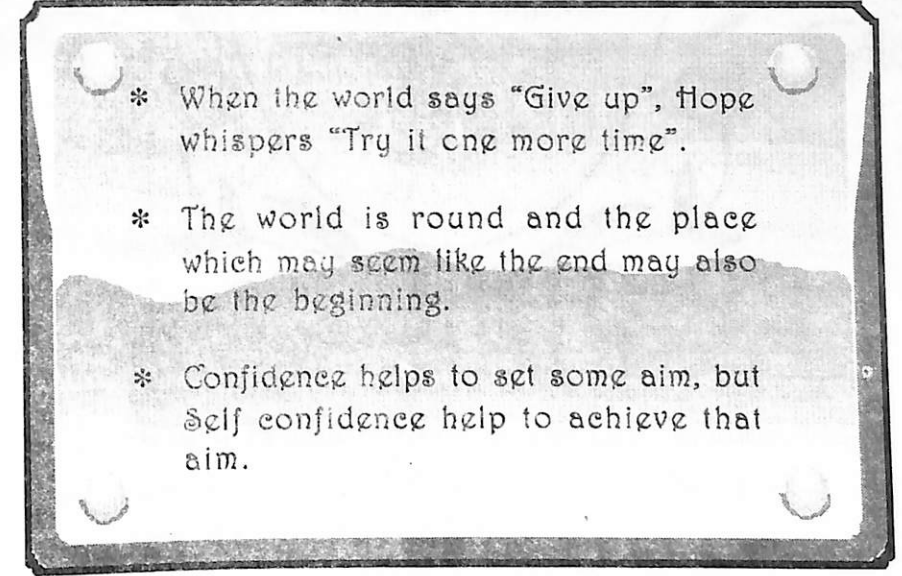 * When the world says “Give up”, Hope
whispers “Try it one more time”.
* The world is round and the place
which may seem like the end may also
be the beginning.
* Confidence helps to set some aim, but
Self confidence help to achieve that
aim.